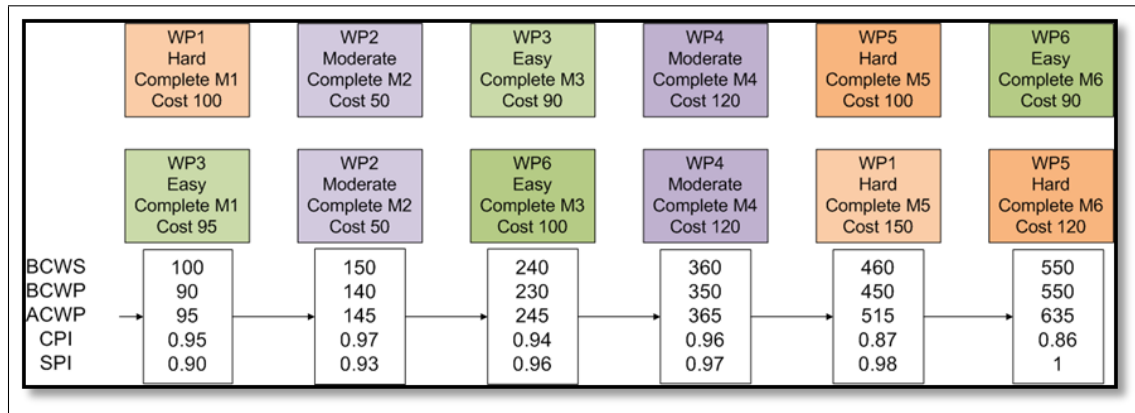 WP1
Hard
Complete M1
Cost 100
WP2
Moderate
Complete M2
Cost 50
WP3
Easy
Complete M3
Cost 90
WP4
Moderate
Complete M4
Cost 120
WP5
Hard
Complete M5
Cost 100
WP6
Easy
Complete M6
Cost 90
WP3
Easy
Complete M1
Cost 95
WP2
Moderate
Complete M2
Cost 50
WP6
Easy
Complete M3
Cost 100
WP4
Moderate
Complete M4
Cost 120
WP1
Hard
Complete M5
Cost 150
WP5
Hard
Complete M6
Cost 120
BCWS 100 150 240 360 460 550
BCWP 90 140 230 350 450 550
ACWP 95 145 245 365 515 635
CPI 0.95 0.97 0.94 0.96 0.87 0.86
SPI 0.90 0.93 0.96 0.97 0.98 1